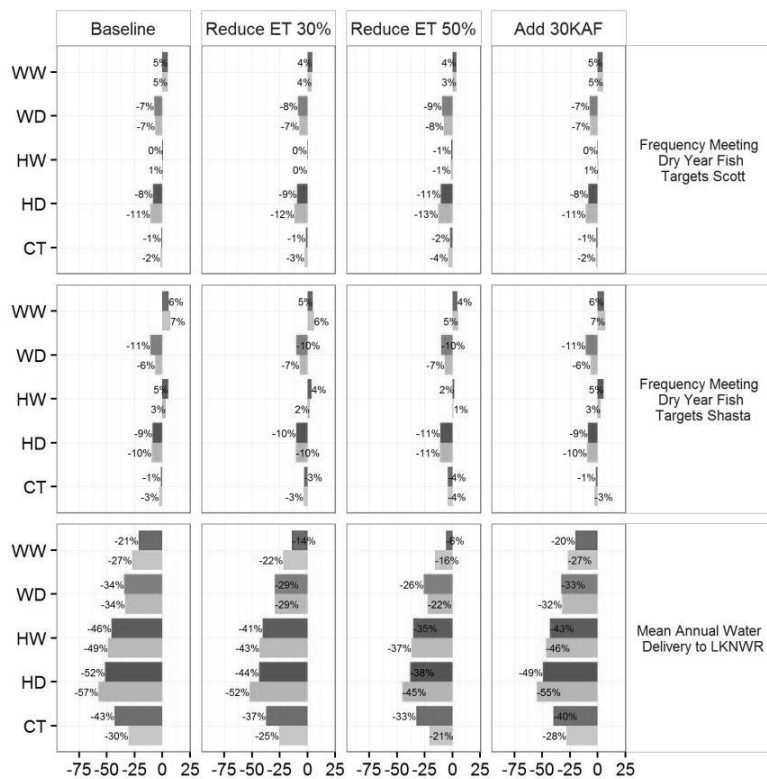 Baseline Reduce ET 30% Reduce ET 50% Add 30KAF
WW 5% 4% 4% 5%
5% 4% 3% 5%
WD -7% -8% -9% -7%
-7% -7% -8% -7%
HW 0% 0% -1% 0%
1% 0% -1% 1%
HD -8% -9% -11% -8%
-11% -12% -13% -11%
CT -1% -1% -2% -1%
-2% -3% -4% -2%
Frequency Meeting
Dry Year Fish
Targets Scott
WW 6% 5% 4% 6%
7% 6% 5% 7%
WD -11% -10% -10% -11%
-6% -7% -7% -6%
HW 5% 4% 2% 5%
3% 2% 1% 3%
HD -9% -10% -11% -9%
-10% -10% -11% -10%
CT -1% -3% -4% -1%
-3% -3% -4% -3%
Frequency Meeting
Dry Year Fish
Targets Shasta
WW -21% -14% -6% -20%
-27% -22% -16% -27%
WD -34% -29% -26% -33%
-34% -29% -22% -32%
HW -46% -41% -35% -43%
-49% -43% -37% -46%
HD -52% -44% -38% -49%
-57% -52% -45% -55%
CT -43% -37% -33% -40%
-30% -25% -21% -28%
Mean Annual Water
Delivery to LKNWR
-75 -50 -25 0 25 -75 -50 -25 0 25 -75 -50 -25 0 25 -75 -50 -25 0 25